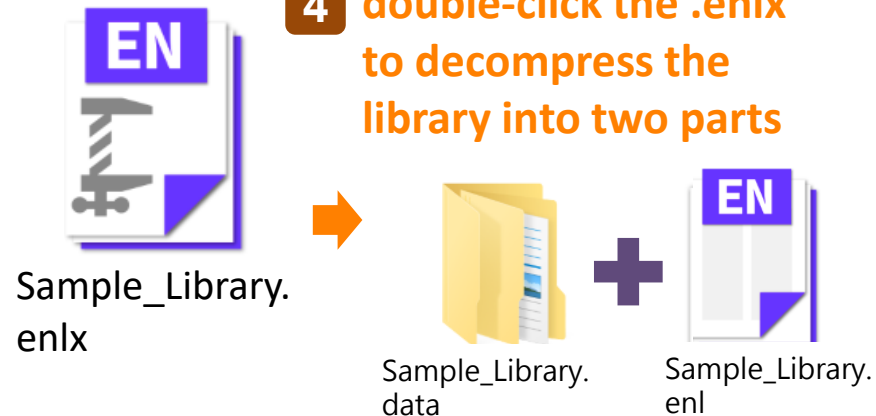 4 double-click the .enlx
to decompress the
library into two parts
EN
Sample_Library.
enlx
EN
Sample_Library.
data
Sample_Library.
enl